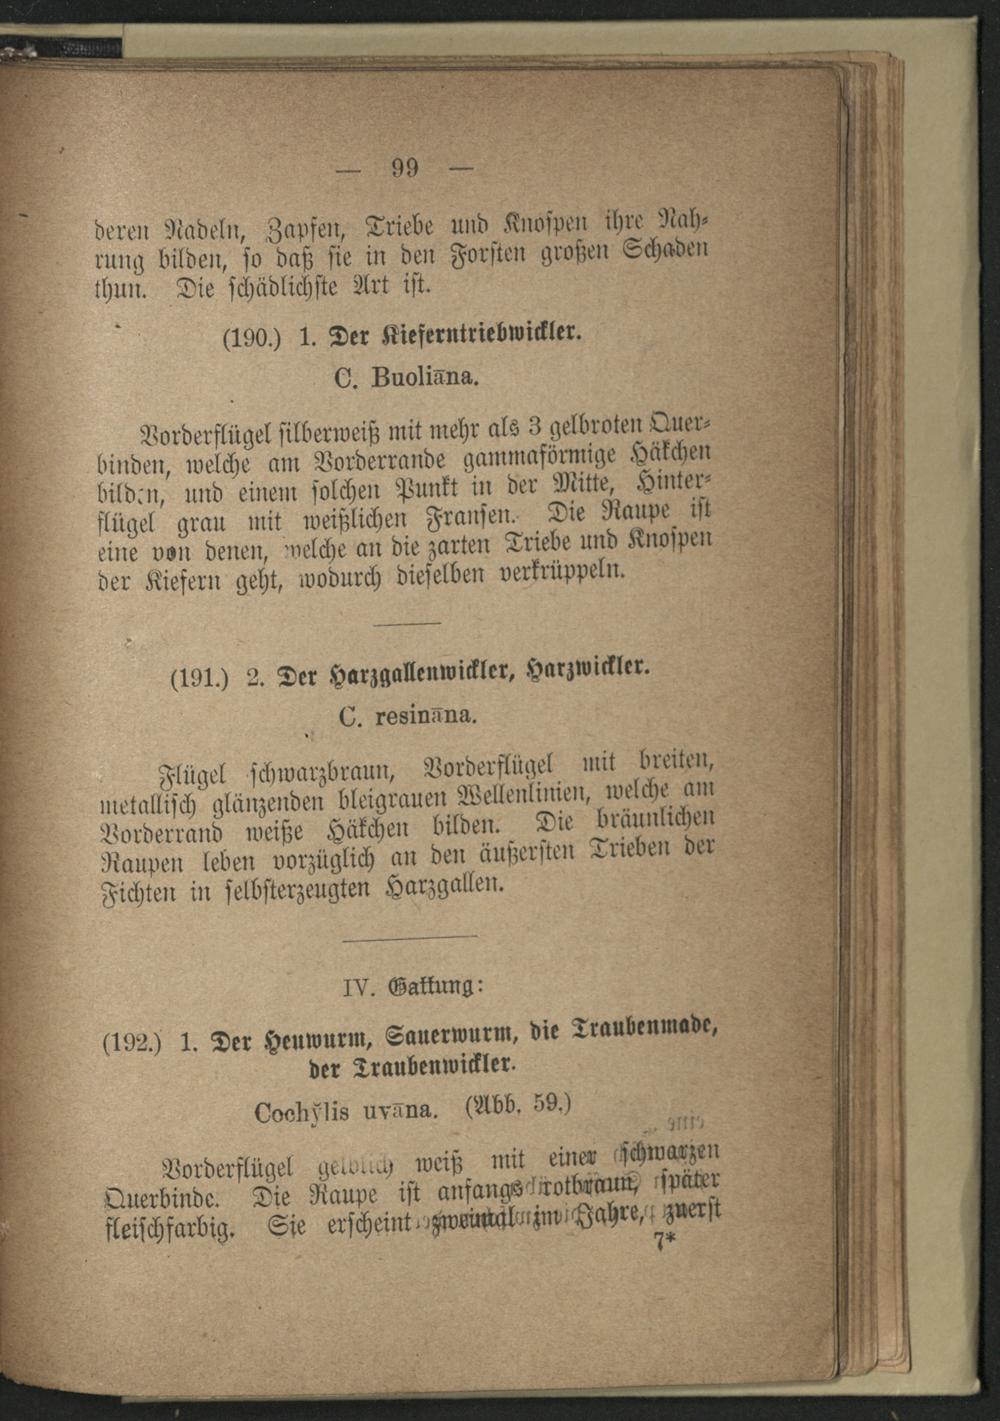 — 99 —
deren Nadeln, Zapfen, Triebe und Knospen ihre Nah-
rung bilden, so daß sie in den Forsten großen Schaden
thun. Die schädlichste Art ist.
(190.) 1. Der Kieferntriebwickler.
C. Buoliāna.
Vorderflügel silberweiß mit mehr als 3 gelbroten Quer-
binden, welche am Vorderrande gammaförmige Häkchen
bilden, und einem solchen Punkt in der Mitte, Hinter-
flügel grau mit weißlichen Fransen. Die Raupe ist
eine von denen, welche an die zarten Triebe und Knospen
der Kiefern geht, wodurch dieselben verkrüppeln.
(191.) 2. Der Harzgallenwickler, Harzwickler.
C. resināna.
Flügel schwarzbraun, Vorderflügel mit breiten,
metallisch glänzenden bleigrauen Wellenlinien, welche am
Vorderrand weiße Häkchen bilden. Die bräunlichen
Raupen leben vorzüglich an den äußersten Trieben der
Fichten in selbsterzeugten Harzgallen.
IV. Gattung:
(192.) 1. Der Heuwurm, Sauerwurm, die Traubenmade,
der Traubenwickler.
Cochy̆lis uvāna. (Abb. 59.)
Vorderflügel gelblich weiß mit einer schwarzen
Querbinde. Die Raupe ist anfangs rotbraun, später
fleischfarbig. Sie erscheint zweimal im Jahre, zuerst
7*